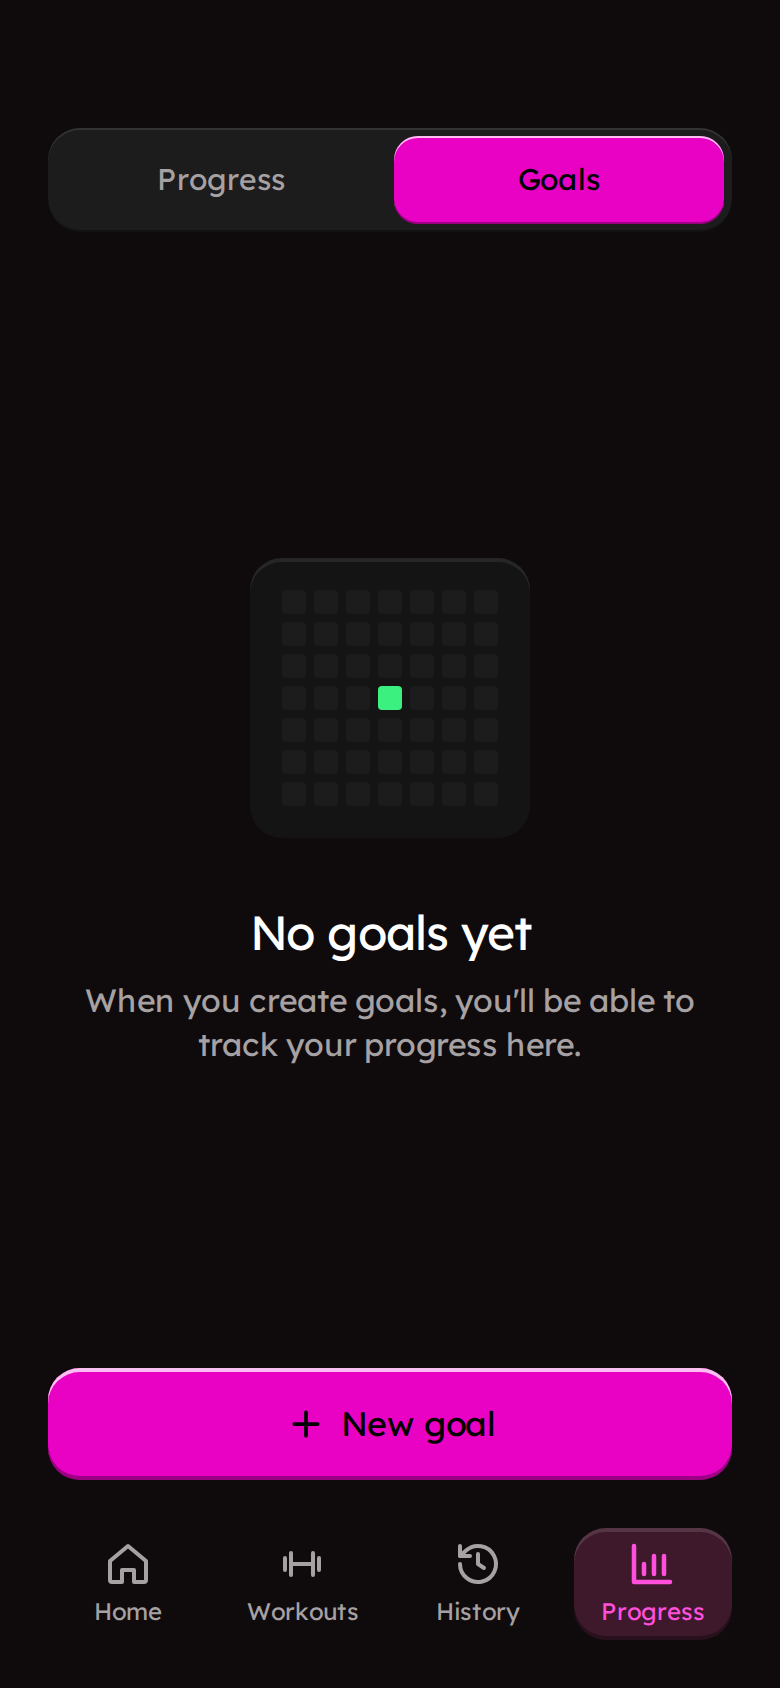 Progress
Goals
No goals yet
When you create goals, you'll be able to
track your progress here.
New goal
Home
Workouts
History
Progress